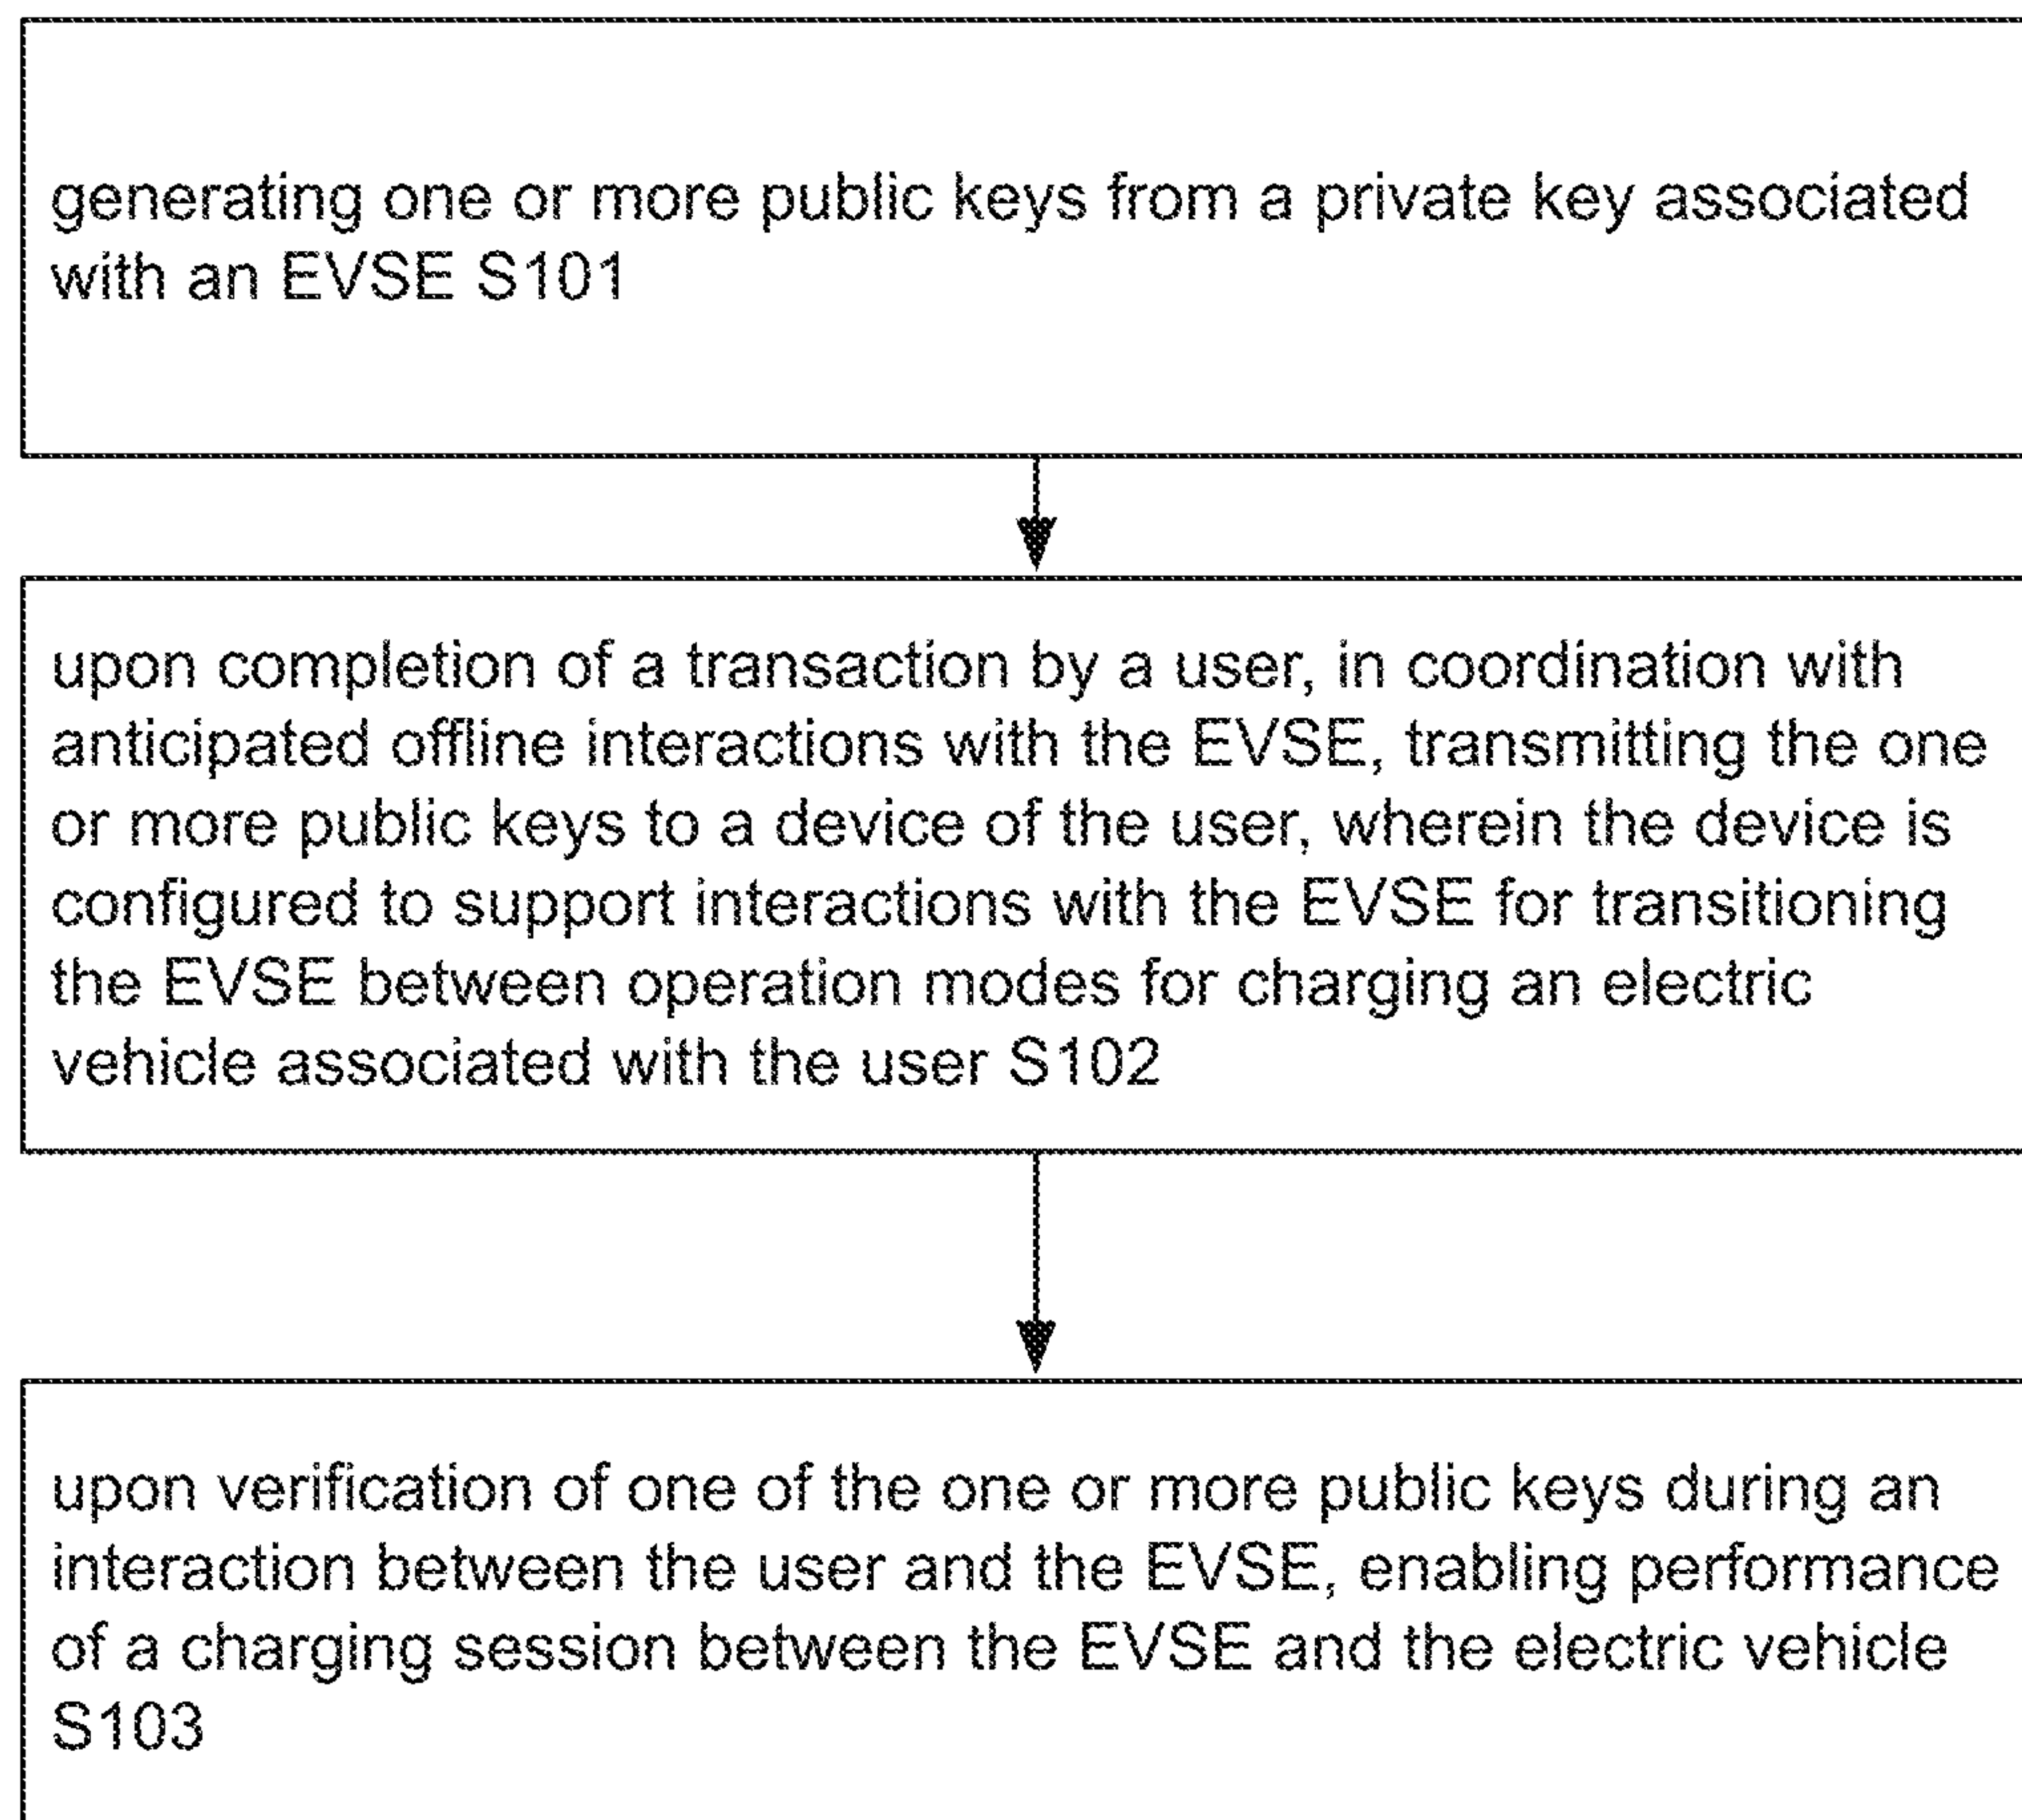 generating one or more public keys from a private key associated
with an EVSE S101
upon completion of a transaction by a user, in coordination with
anticipated offline interactions with the EVSE, transmitting the one
or more public keys to a device of the user, wherein the device is
configured to support interactions with the EVSE for transitioning
the EVSE between operation modes for charging an electric
vehicle associated with the user S102
upon verification of one of the one or more public keys during an
interaction between the user and the EVSE, enabling performance
of a charging session between the EVSE and the electric vehicle
S103